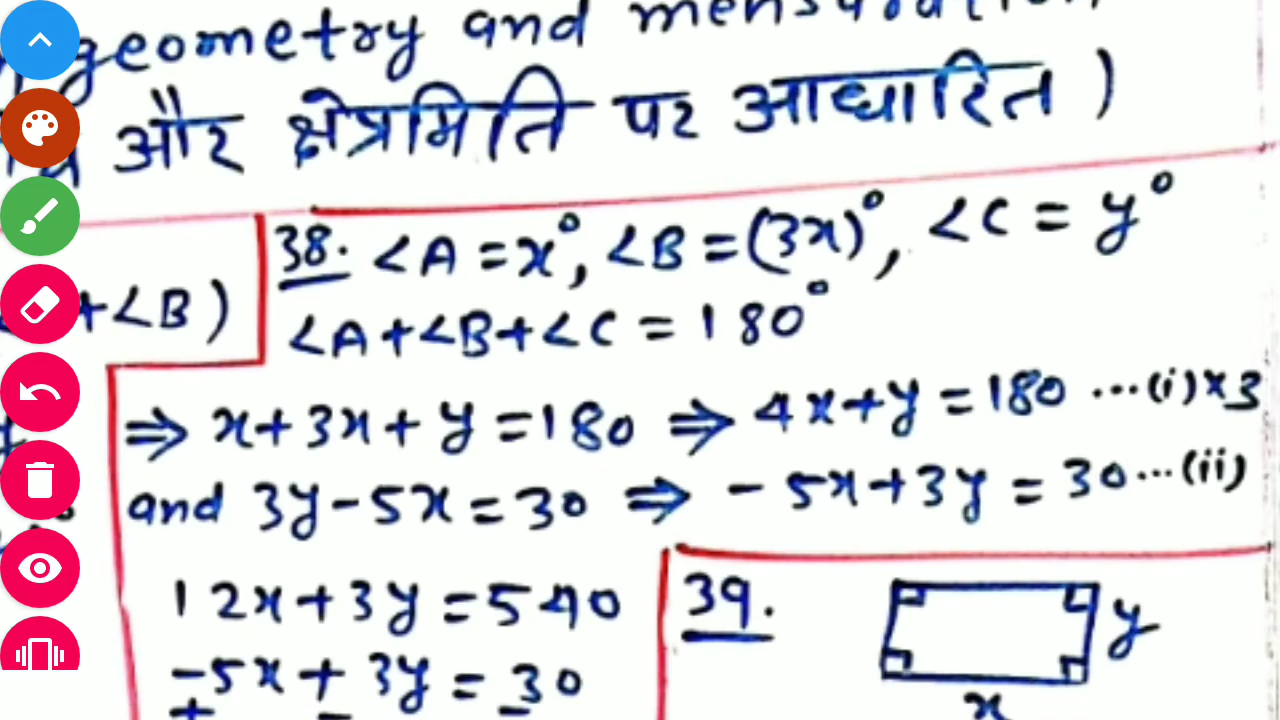 geometry and mensuration
और क्षेत्रमिति पर आधारित )
+∠B)
38. ∠A = x°, ∠B = (3x)°, ∠C = y°
∠A+∠B+∠C = 180°
⇒ x+3x+y=180 ⇒ 4x+y=180 ...(i)×3
and 3y-5x=30 ⇒ -5x+3y=30...(ii)
12x+3y=540
-5x+3y=30
+ - -
39.
y
x